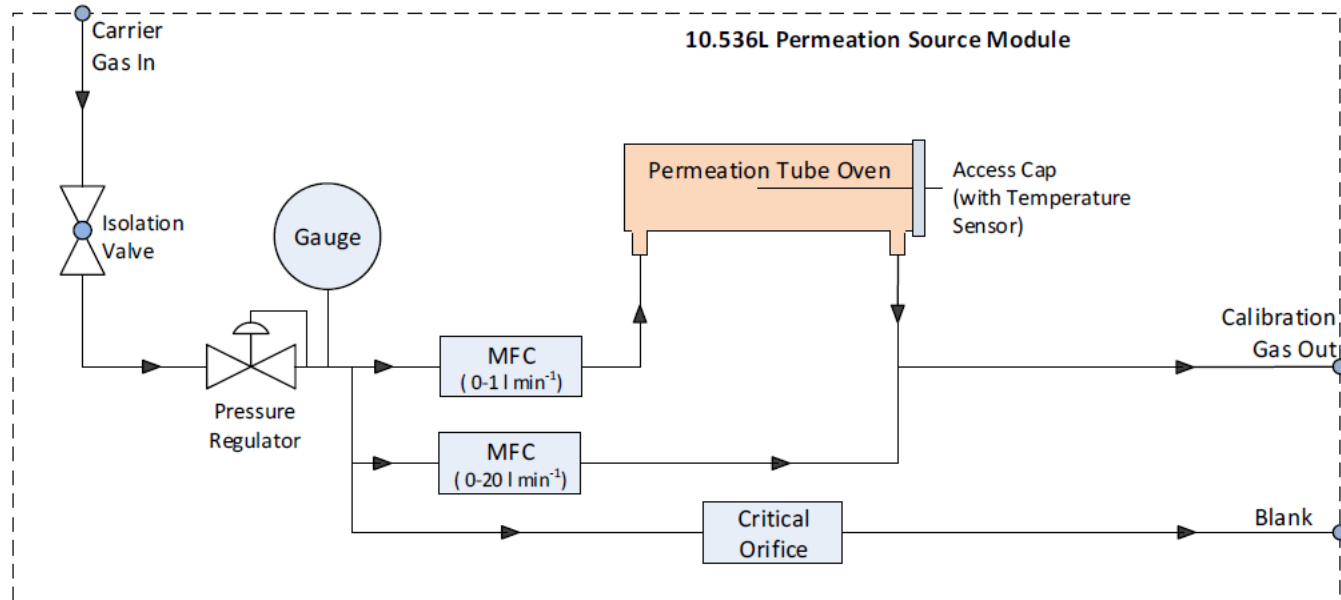 Carrier
Gas In
10.536L Permeation Source Module
Permeation Tube Oven
Access Cap
(with Temperature
Sensor)
Isolation
Valve
Gauge
Calibration
Gas Out
MFC
( 0-1 l min⁻¹)
Pressure
Regulator
MFC
( 0-20 l min⁻¹)
Critical
Orifice
Blank